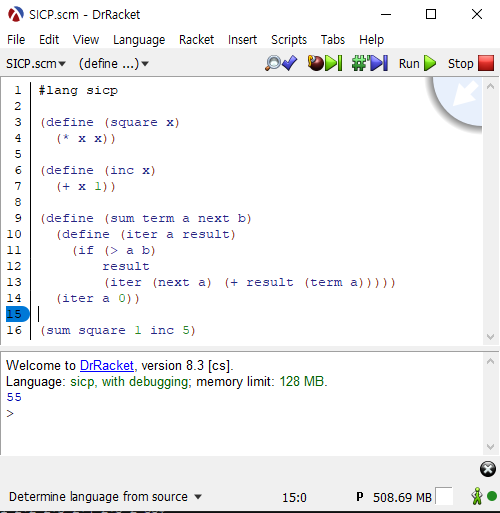 SICP.scm - DrRacket
File Edit View Language Racket Insert Scripts Tabs Help
SICP.scm▾ (define ...)▾ Run Stop
1 #lang sicp
2
3 (define (square x)
4   (* x x))
5
6 (define (inc x)
7   (+ x 1))
8
9 (define (sum term a next b)
10   (define (iter a result)
11     (if (> a b)
12         result
13         (iter (next a) (+ result (term a)))))
14   (iter a 0))
15
16 (sum square 1 inc 5)
Welcome to DrRacket, version 8.3 [cs].
Language: sicp, with debugging; memory limit: 128 MB.
55
>
Determine language from source ▾ 15:0 P 508.69 MB